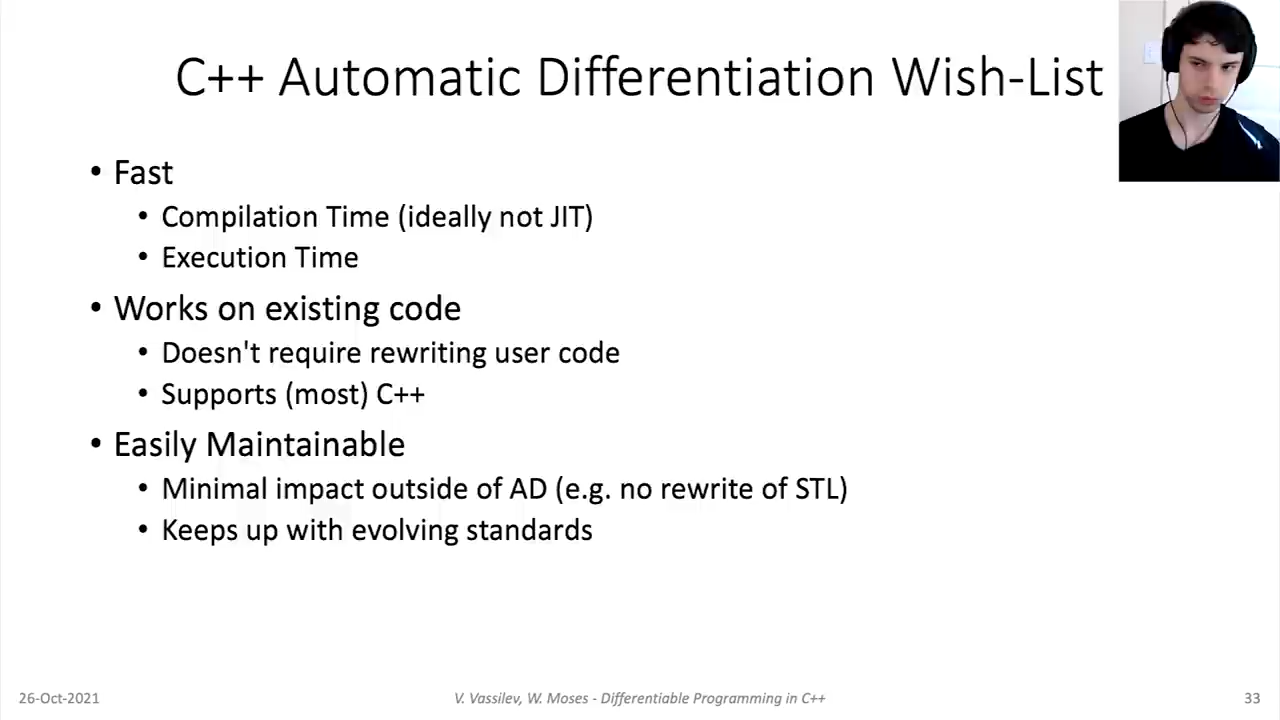 C++ Automatic Differentiation Wish-List
• Fast
• Compilation Time (ideally not JIT)
• Execution Time
• Works on existing code
• Doesn't require rewriting user code
• Supports (most) C++
• Easily Maintainable
• Minimal impact outside of AD (e.g. no rewrite of STL)
• Keeps up with evolving standards
26-Oct-2021
V. Vassilev, W. Moses - Differentiable Programming in C++
33